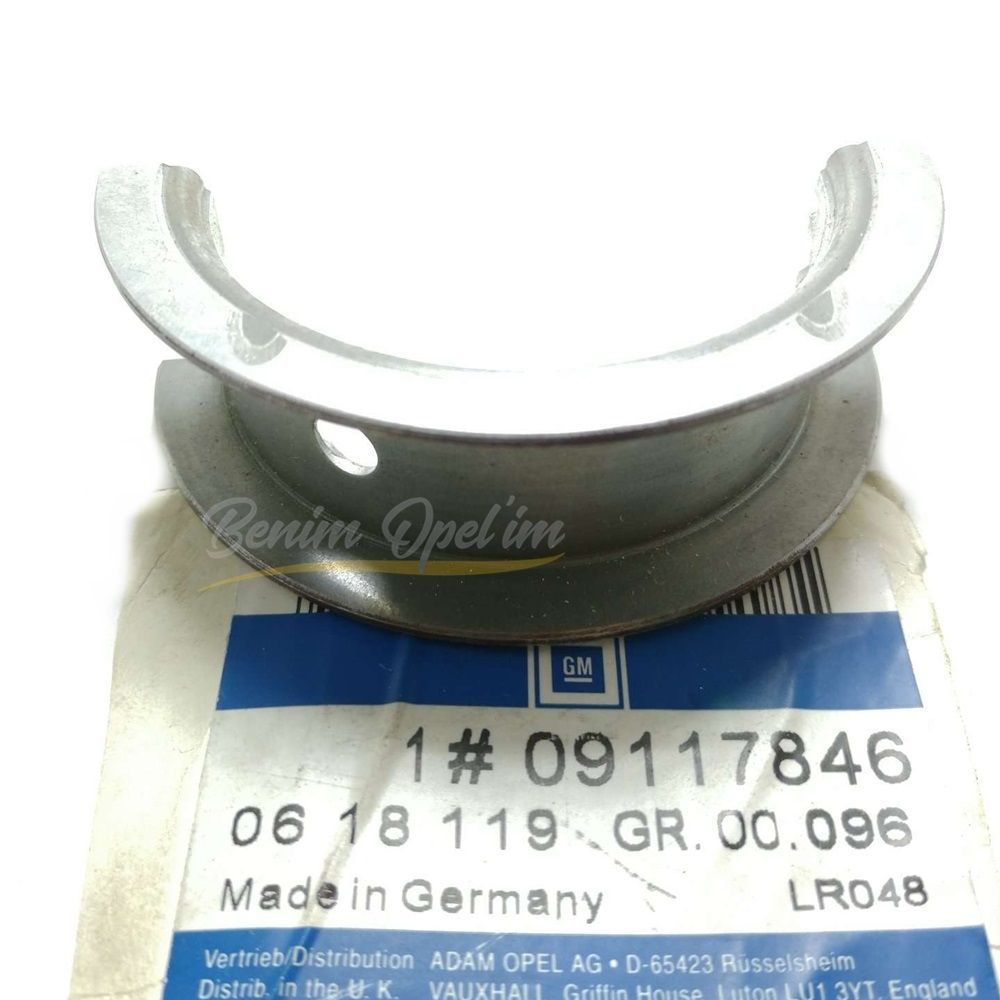 Benim Opel'im
GM
1# 09117846
06 18 119 GR. 00.096
Made in Germany LR048
Vertrieb/Distribution ADAM OPEL AG • D-65423 Rüsselsheim
Distrib. in the U. K. VAUXHALL Griffin House, Luton LU1 3YT, England